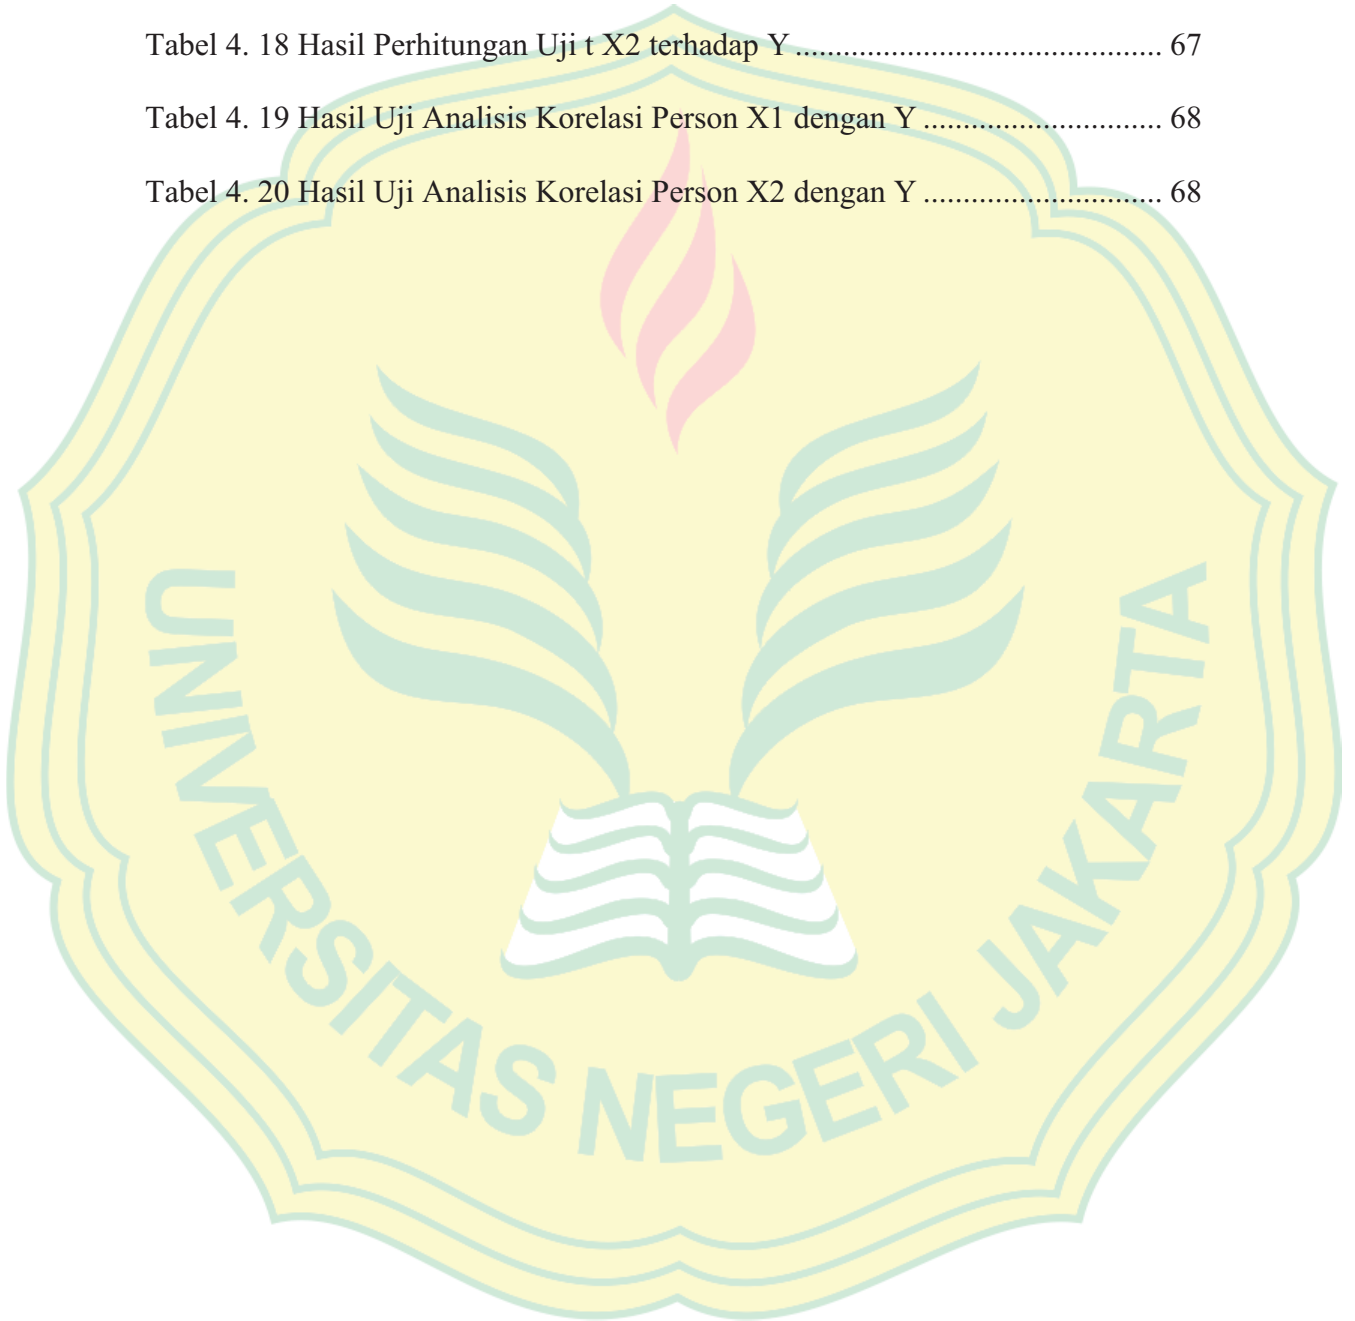 Tabel 4. 18 Hasil Perhitungan Uji t X2 terhadap Y .............................................. 67
Tabel 4. 19 Hasil Uji Analisis Korelasi Person X1 dengan Y .............................. 68
Tabel 4. 20 Hasil Uji Analisis Korelasi Person X2 dengan Y .............................. 68
UNIVERSITAS NEGERI JAKARTA